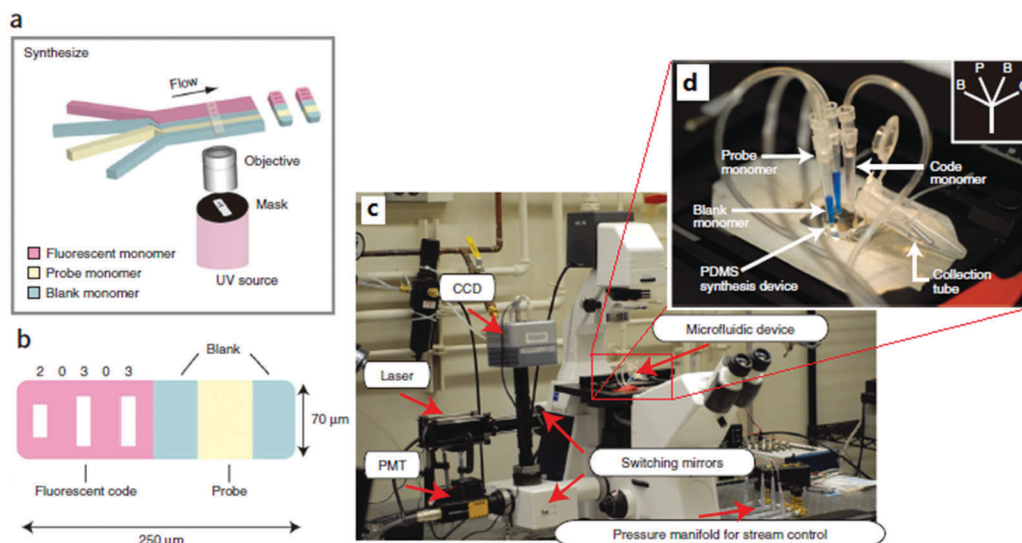 a
Synthesize
Flow
Objective
Mask
UV source
Fluorescent monomer
Probe monomer
Blank monomer
b
Blank
2 0 3 0 3
70 µm
Fluorescent code
Probe
250 µm
c
CCD
Laser
PMT
Microfluidic device
Switching mirrors
Pressure manifold for stream control
d
B P B
Probe monomer
Code monomer
Blank monomer
PDMS synthesis device
Collection tube